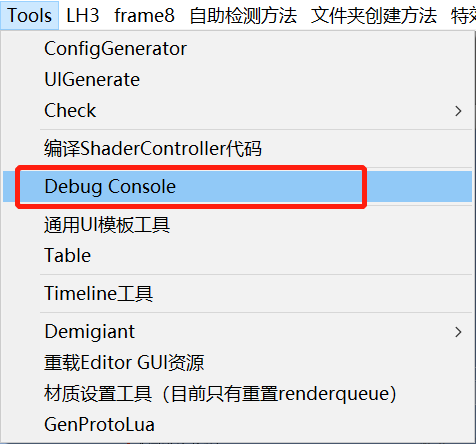 Tools LH3 frame8 自助检测方法 文件夹创建方法 特效
ConfigGenerator
UIGenerate
Check
编译ShaderController代码
Debug Console
通用UI模板工具
Table
Timeline工具
Demigiant
重载Editor GUI资源
材质设置工具（目前只有重置renderqueue）
GenProtoLua